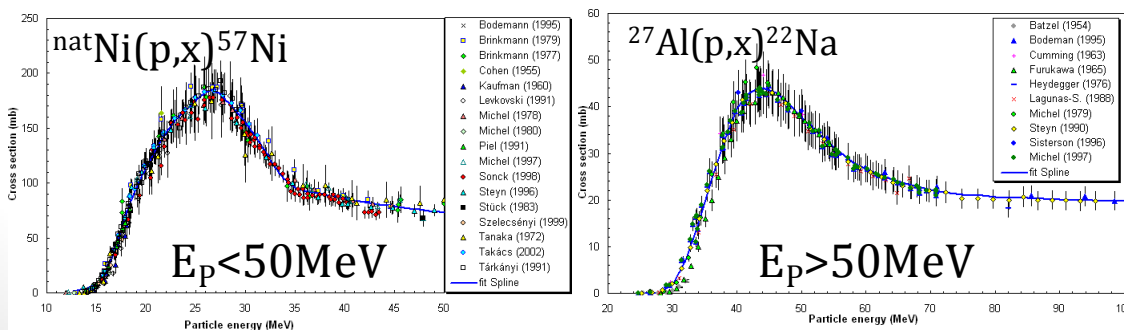 natNi(p,x)57Ni
250
200
150
100
50
0
Cross section (mb)
10 15 20 25 30 35 40 45 50
Particle energy (MeV)
EP<50MeV
Bodemann (1995)
Brinkmann (1979)
Brinkmann (1977)
Cohen (1955)
Kaufman (1960)
Levkovski (1991)
Michel (1978)
Michel (1980)
Piel (1991)
Michel (1997)
Sonck (1998)
Steyn (1996)
Stück (1983)
Szelecsényi (1999)
Tanaka (1972)
Takács (2002)
Tárkányi (1991)
fit Spline
27Al(p,x)22Na
60
50
40
30
20
10
0
Cross section (mb)
20 30 40 50 60 70 80 90 100
Particle energy (MeV)
EP>50MeV
Batzel (1954)
Bodeman (1995)
Cumming (1963)
Furukawa (1965)
Heydegger (1976)
Lagunas-S. (1988)
Michel (1979)
Steyn (1990)
Sisterson (1996)
Michel (1997)
fit Spline